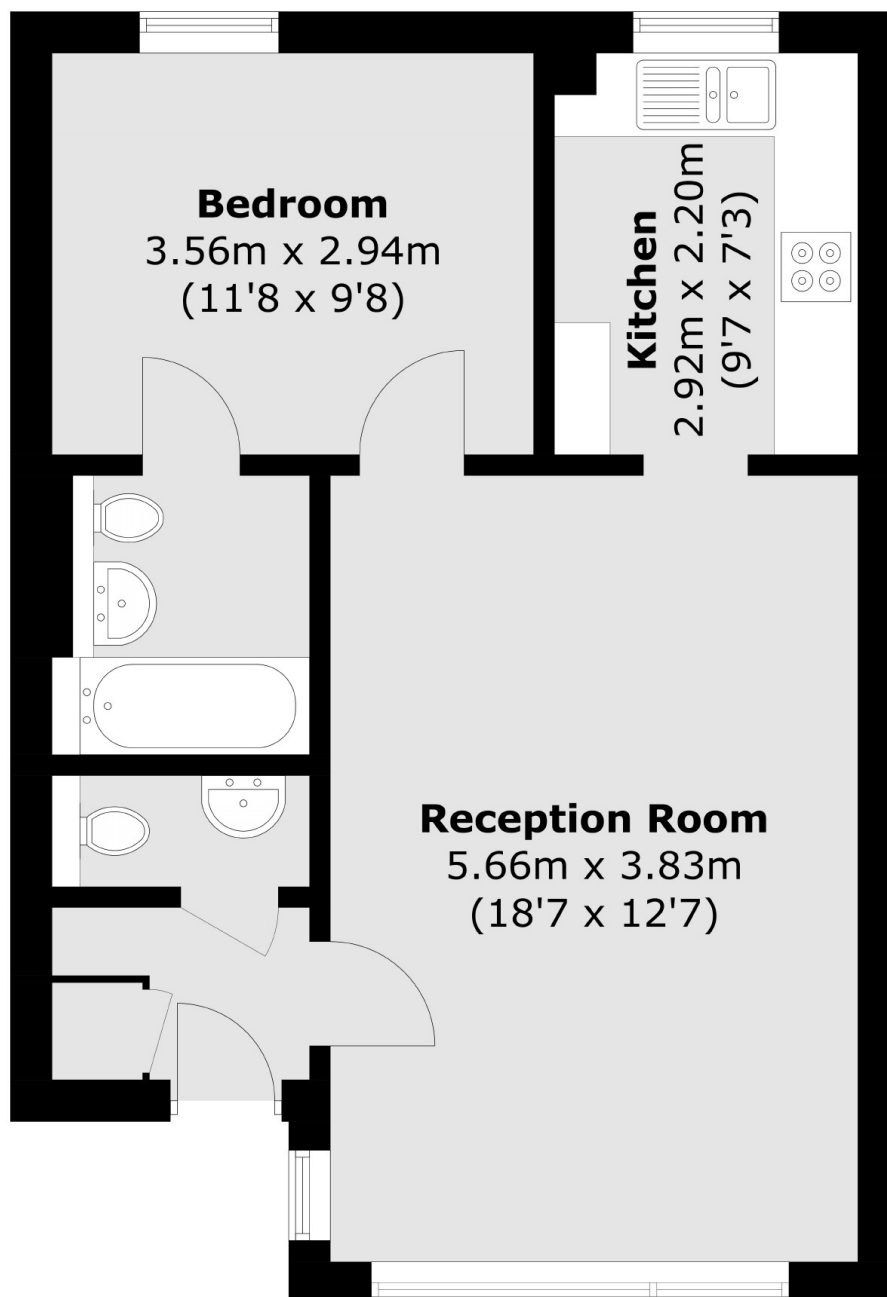 Bedroom
3.56m x 2.94m
(11'8 x 9'8)
Kitchen
2.92m x 2.20m
(9'7 x 7'3)
Reception Room
5.66m x 3.83m
(18'7 x 12'7)